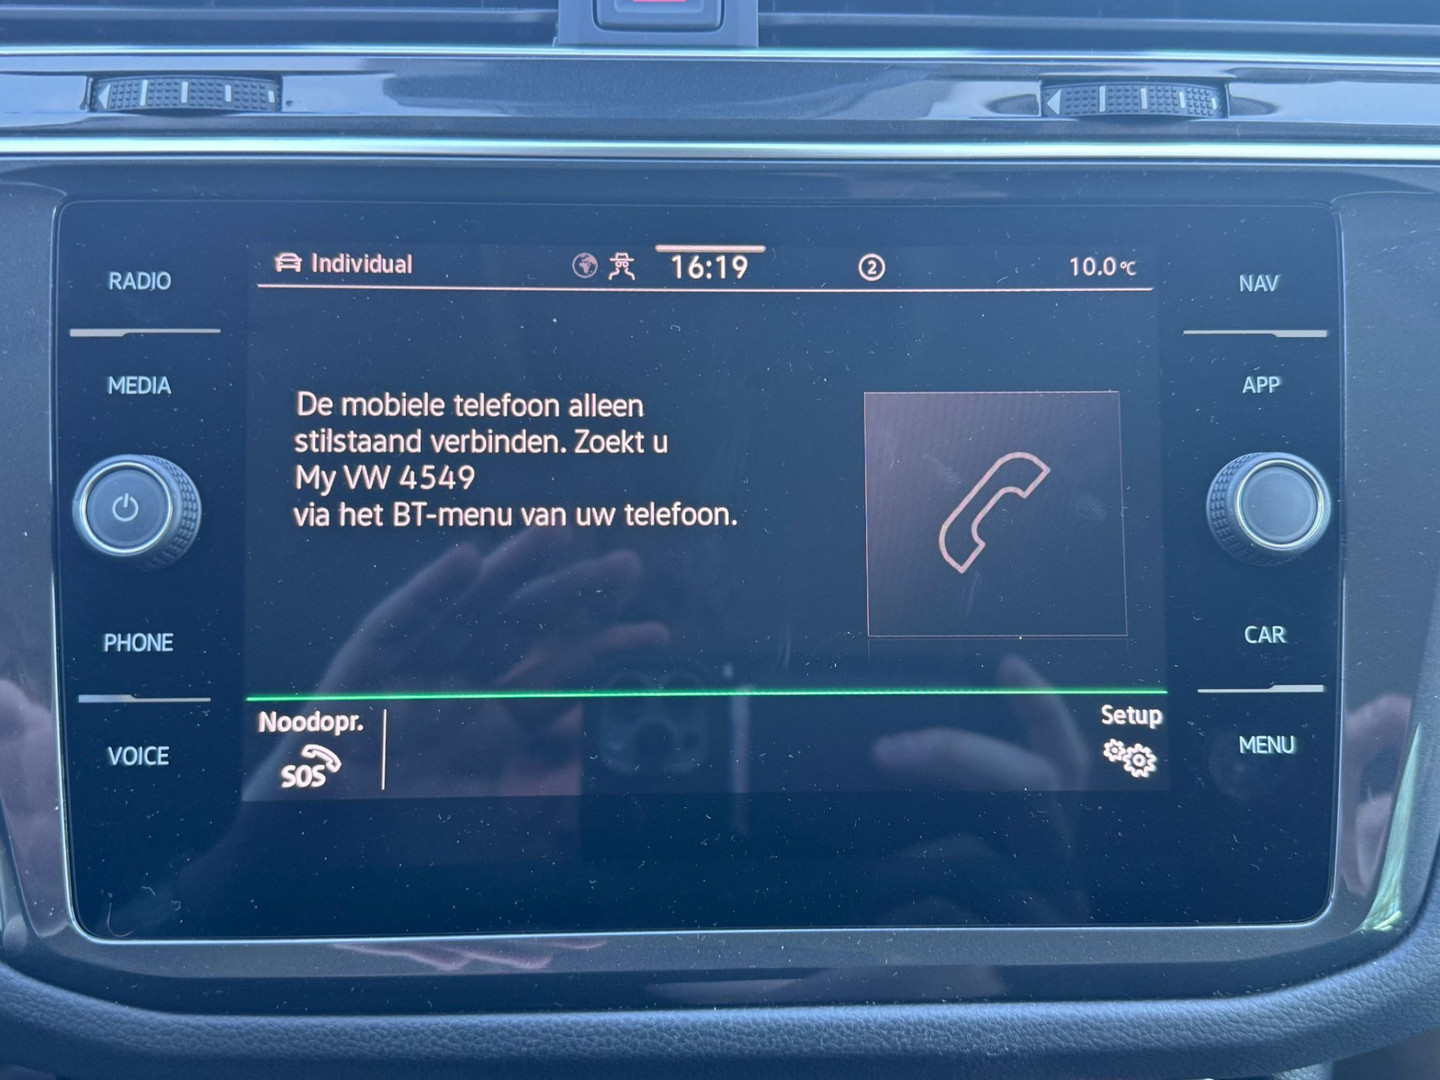 Individual 16:19 2 10.0°C
RADIO
MEDIA
PHONE
VOICE
De mobiele telefoon alleen
stilstaand verbinden. Zoekt u
My VW 4549
via het BT-menu van uw telefoon.
Noodopr.
SOS
Setup
NAV
APP
CAR
MENU